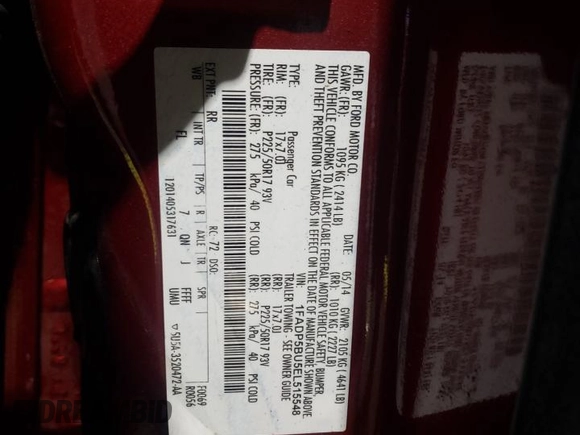 MFD. BY FORD MOTOR CO.
DATE: 05/14 GVWR: 2105 KG ( 4641 LB)
GAWR: (FR): 1095 KG ( 2414 LB) (RR): 1010 KG ( 2227 LB)
THIS VEHICLE CONFORMS TO ALL APPLICABLE FEDERAL MOTOR VEHICLE SAFETY, BUMPER,
AND THEFT PREVENTION STANDARDS IN EFFECT ON THE DATE OF MANUFACTURE SHOWN ABOVE.
VIN: 1FADP5BU5EL515548
TYPE: Passenger Car TRAILER TOWING - SEE OWNERS GUIDE
RIM: (FR): 17x7.0J (RR): 17x7.0J
TIRE: (FR): P225/50R17 93V (RR): P225/50R17 93V
PRESSURE: (FR): 275 kPa/ 40 PSI COLD (RR): 275 kPa/ 40 PSI COLD
EXT PNT: RR RC: 72 DSO: F0069
R0056
WB INT TR TP/PS R AXLE TR SPR
FL 7 QN J FFFF UMU
1201405317631 5U5A-3520472-AA